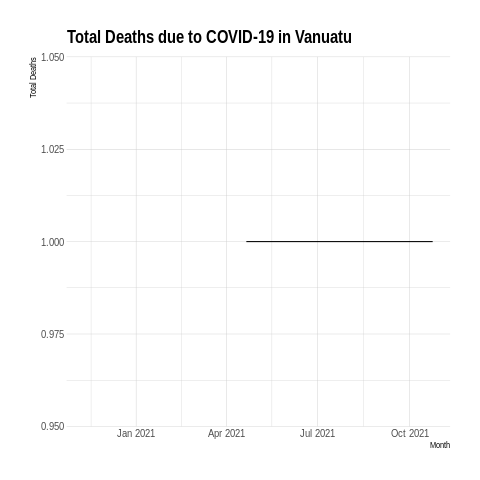 Total Deaths due to COVID-19 in Vanuatu
Total Deaths
1.050
1.025
1.000
0.975
0.950
Jan 2021 Apr 2021 Jul 2021 Oct 2021
Month